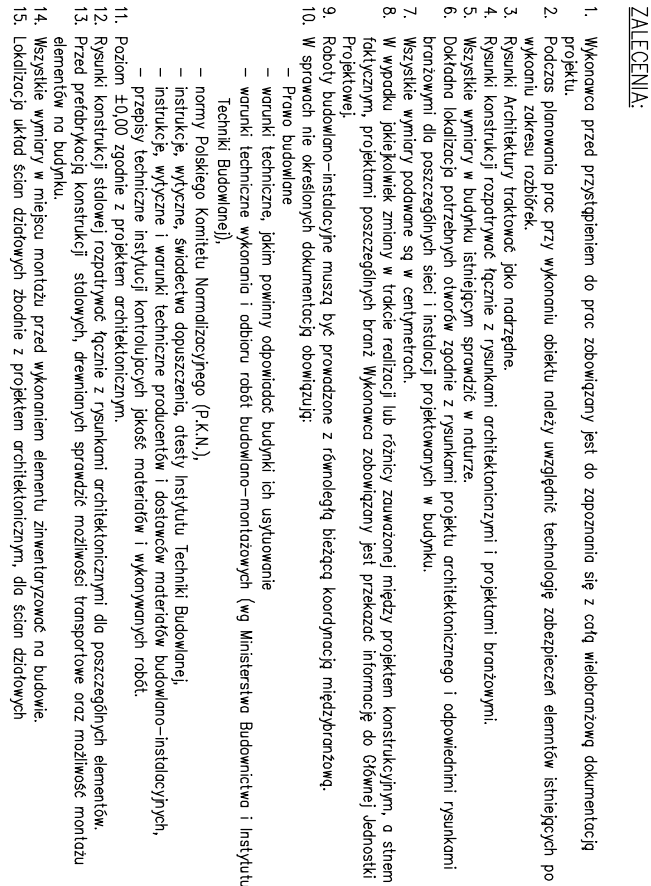 ZALECENIA:
1. Wykonawca przed przystąpieniem do prac zobowiązany jest do zapoznania się z całą wielobranżową dokumentacją
projektu.
2. Podczas planowania prac przy wykonaniu obiektu należy uwzględnić technologię zabezpieczeń elemntów istniejących po
wykoaniu zakresu rozbiórek.
3. Rysunki Architektury traktować jako nadrzędne.
4. Rysunki konstrukcji rozpatrywać łącznie z rysunkami architektonionzymi i projektami branżowymi.
5. Wszystkie wymiary w budynku istniejącym sprawdzić w naturze.
6. Dokładna lokalizacja potrzebnych otworów zgodnie z rysunkami projektu architektonicznego i odpowiednimi rysunkami
branżowymi dla poszczególnych sieci i instalacji projektowanych w budynku.
7. Wszystkie wymiary podawane są w centymetrach.
8. W wypadku jakiejkolwiek zmiany w trakcie realizacji lub różnicy zauważonej między projektem konstrukcyjnym, a stnem
faktycznym, projektami poszczególnych branż Wykonawca zobowiązany jest przekazać informację do Głównej Jednostki
Projektowej.
9. Roboty budowlano-instalacyjne muszą być prowadzone z równoległą bieżącą koordynacją międzybranżową.
10. W sprawach nie określonych dokumentacją obowiązują:
- Prawo budowlane
- warunki techniczne, jakim powinny odpowiadać budynki ich usytuowanie
- warunki techniczne wykonania i odbioru robót budowlano-montażowych (wg Ministerstwa Budownictwa i Instytutu
Techniki Budowlanej),
- normy Polskiego Komitetu Normalizacyjnego (P.K.N.),
- instrukcje, wytyczne, świadectwa dopuszczenia, atesty Instytutu Techniki Budowlanej,
- instrukcje, wytyczne i warunki techniczne producentów i dostawców materiałów budowlano-instalacyjnych,
- przepisy techniczne instytucji kontrolujących jakość materiałów i wykonywanych robót.
11. Poziom ±0,00 zgodnie z projektem architektonicznym.
12. Rysunki konstrukcji stalowej rozpatrywać łącznie z rysunkami architektonicznymi dla poszczególnych elementów.
13. Przed prefabrykacją konstrukcji stalowych, drewnianych sprawdzić możliwości transportowe oraz możliwość montażu
elementów na budynku.
14. Wszystkie wymiary w miejscu montażu przed wykonaniem elementu zinwentaryzować na budowie.
15. Lokalizacja układ ścian działowych zbodnie z projektem architektonicznym, dla ścian działowych